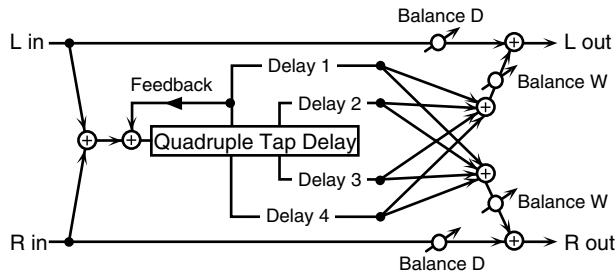 Balance D
L in
L out
Delay 1
Feedback
Balance W
Delay 2
Quadruple Tap Delay
Delay 3
Balance W
Delay 4
R in
R out
Balance D